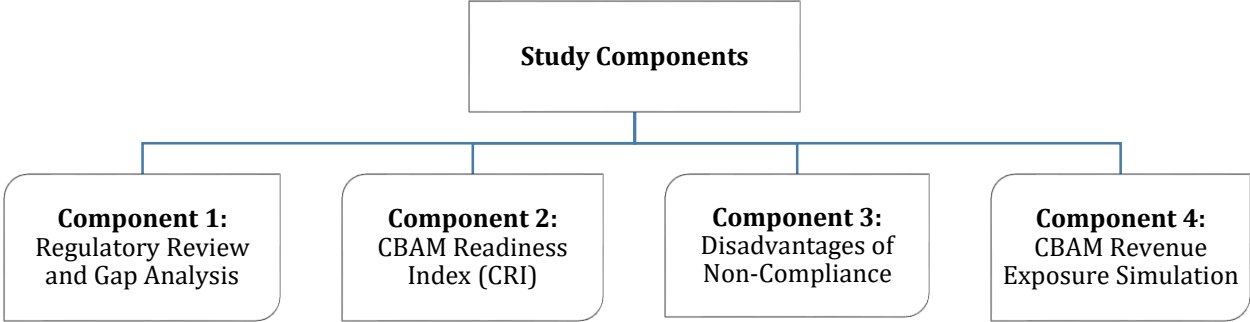 Study Components
Component 1:
Regulatory Review
and Gap Analysis
Component 2:
CBAM Readiness
Index (CRI)
Component 3:
Disadvantages of
Non-Compliance
Component 4:
CBAM Revenue
Exposure Simulation